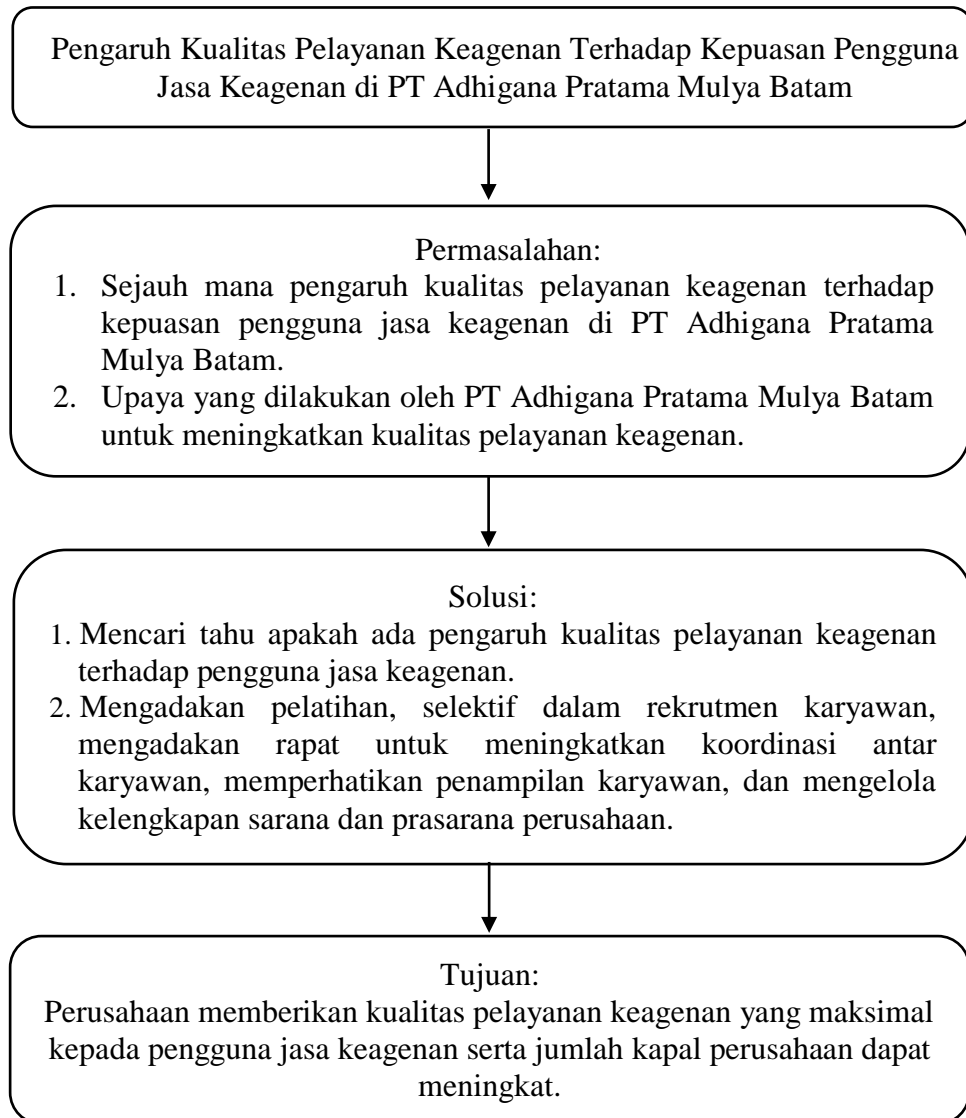 Pengaruh Kualitas Pelayanan Keagenan Terhadap Kepuasan Pengguna
Jasa Keagenan di PT Adhigana Pratama Mulya Batam
Permasalahan:
1. Sejauh mana pengaruh kualitas pelayanan keagenan terhadap
kepuasan pengguna jasa keagenan di PT Adhigana Pratama
Mulya Batam.
2. Upaya yang dilakukan oleh PT Adhigana Pratama Mulya Batam
untuk meningkatkan kualitas pelayanan keagenan.
Solusi:
1. Mencari tahu apakah ada pengaruh kualitas pelayanan keagenan
terhadap pengguna jasa keagenan.
2. Mengadakan pelatihan, selektif dalam rekrutmen karyawan,
mengadakan rapat untuk meningkatkan koordinasi antar
karyawan, memperhatikan penampilan karyawan, dan mengelola
kelengkapan sarana dan prasarana perusahaan.
Tujuan:
Perusahaan memberikan kualitas pelayanan keagenan yang maksimal
kepada pengguna jasa keagenan serta jumlah kapal perusahaan dapat
meningkat.